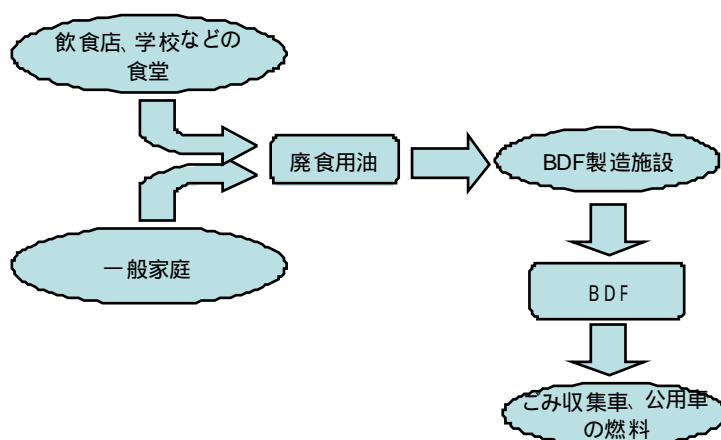 飲食店、学校などの
食堂
廃食用油
BDF製造施設
一般家庭
BDF
ごみ収集車、公用車
の燃料